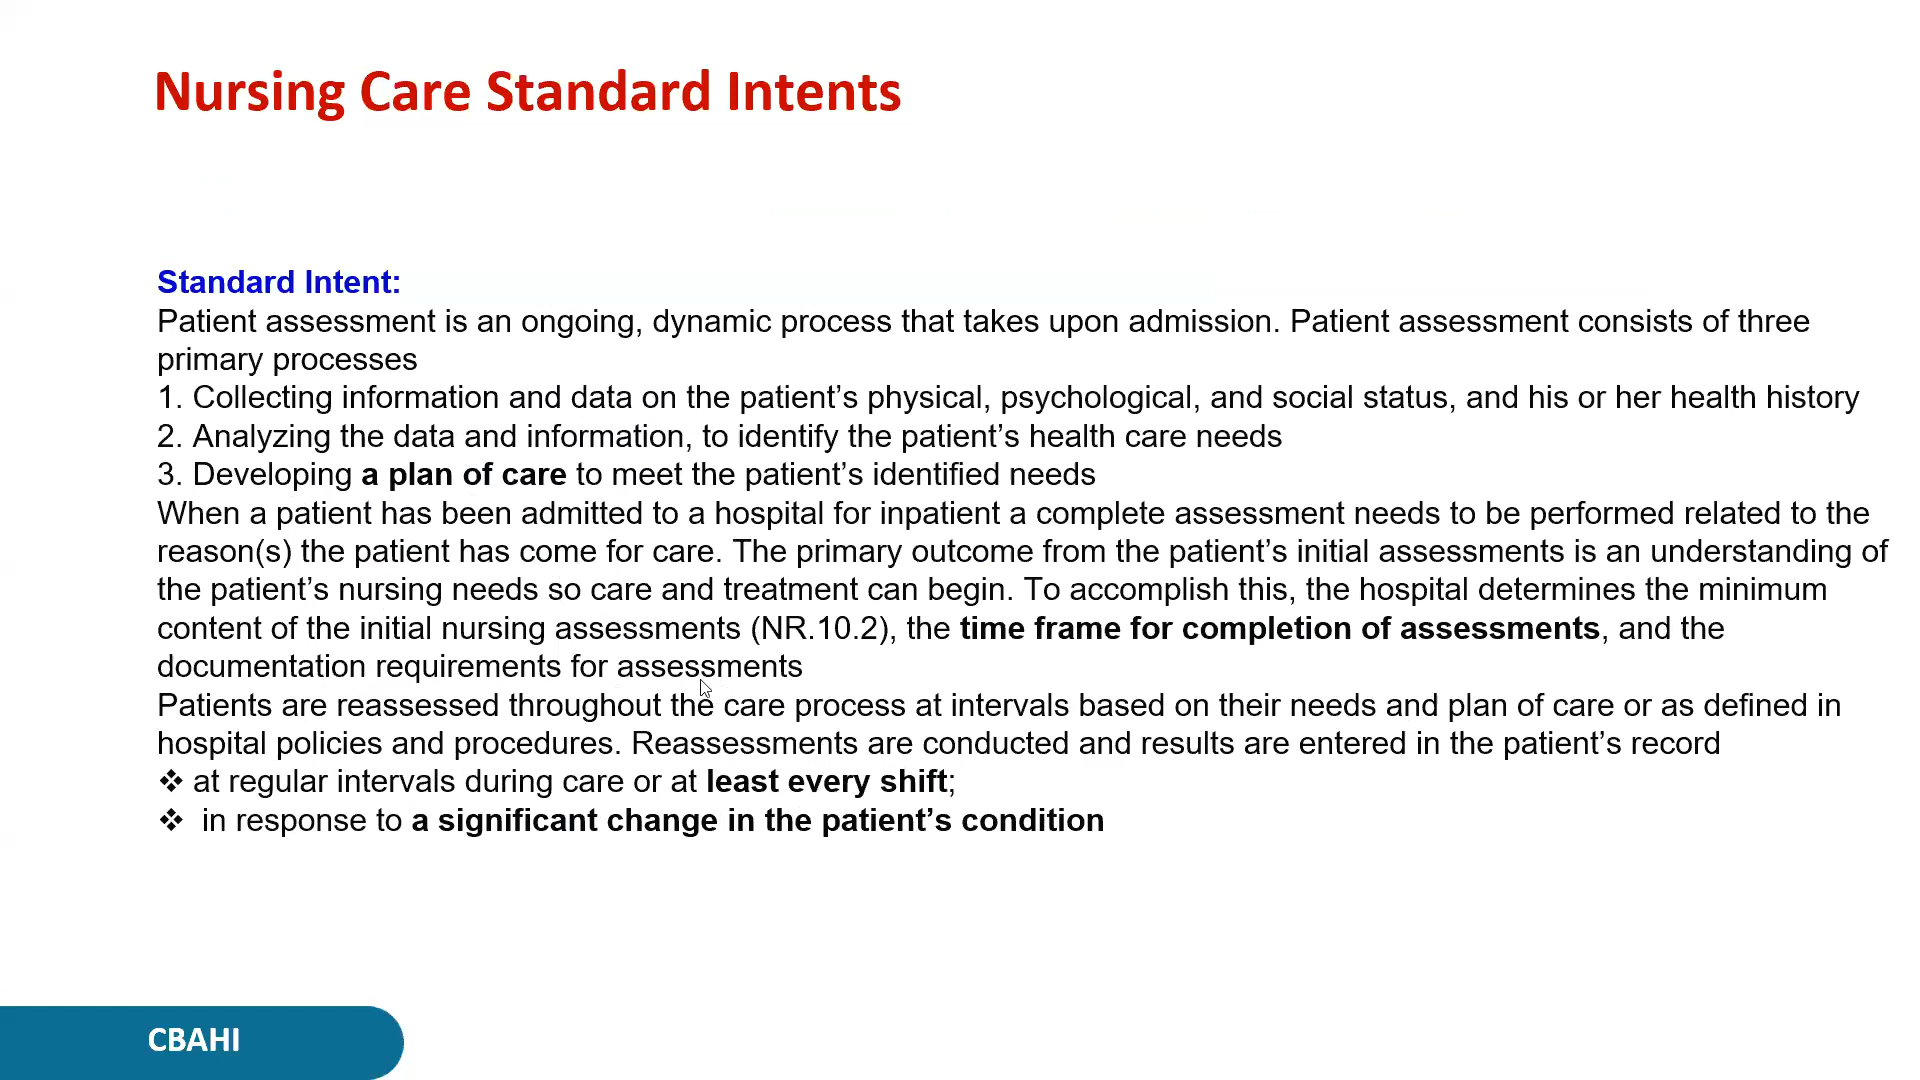 Nursing Care Standard Intents
Standard Intent:
Patient assessment is an ongoing, dynamic process that takes upon admission. Patient assessment consists of three
primary processes
1. Collecting information and data on the patient’s physical, psychological, and social status, and his or her health history
2. Analyzing the data and information, to identify the patient’s health care needs
3. Developing a plan of care to meet the patient’s identified needs
When a patient has been admitted to a hospital for inpatient a complete assessment needs to be performed related to the
reason(s) the patient has come for care. The primary outcome from the patient’s initial assessments is an understanding of
the patient’s nursing needs so care and treatment can begin. To accomplish this, the hospital determines the minimum
content of the initial nursing assessments (NR.10.2), the time frame for completion of assessments, and the
documentation requirements for assessments
Patients are reassessed throughout the care process at intervals based on their needs and plan of care or as defined in
hospital policies and procedures. Reassessments are conducted and results are entered in the patient’s record
❖ at regular intervals during care or at least every shift;
❖ in response to a significant change in the patient’s condition
CBAHI